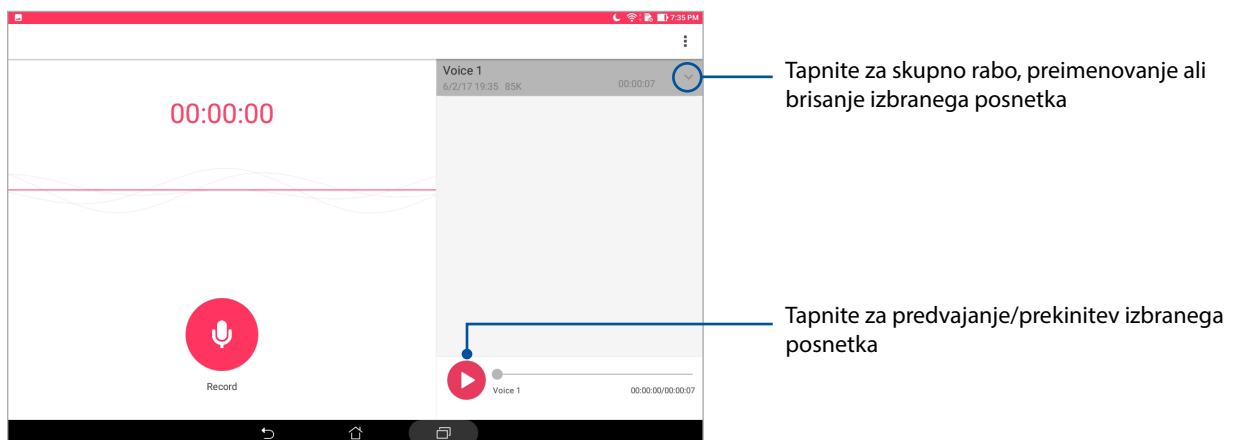 7:35 PM
00:00:00
Voice 1
6/2/17 19:35 85K
00:00:07
Tapnite za skupno rabo, preimenovanje ali
brisanje izbranega posnetka
Record
Voice 1
00:00:00/00:00:07
Tapnite za predvajanje/prekinitev izbranega
posnetka